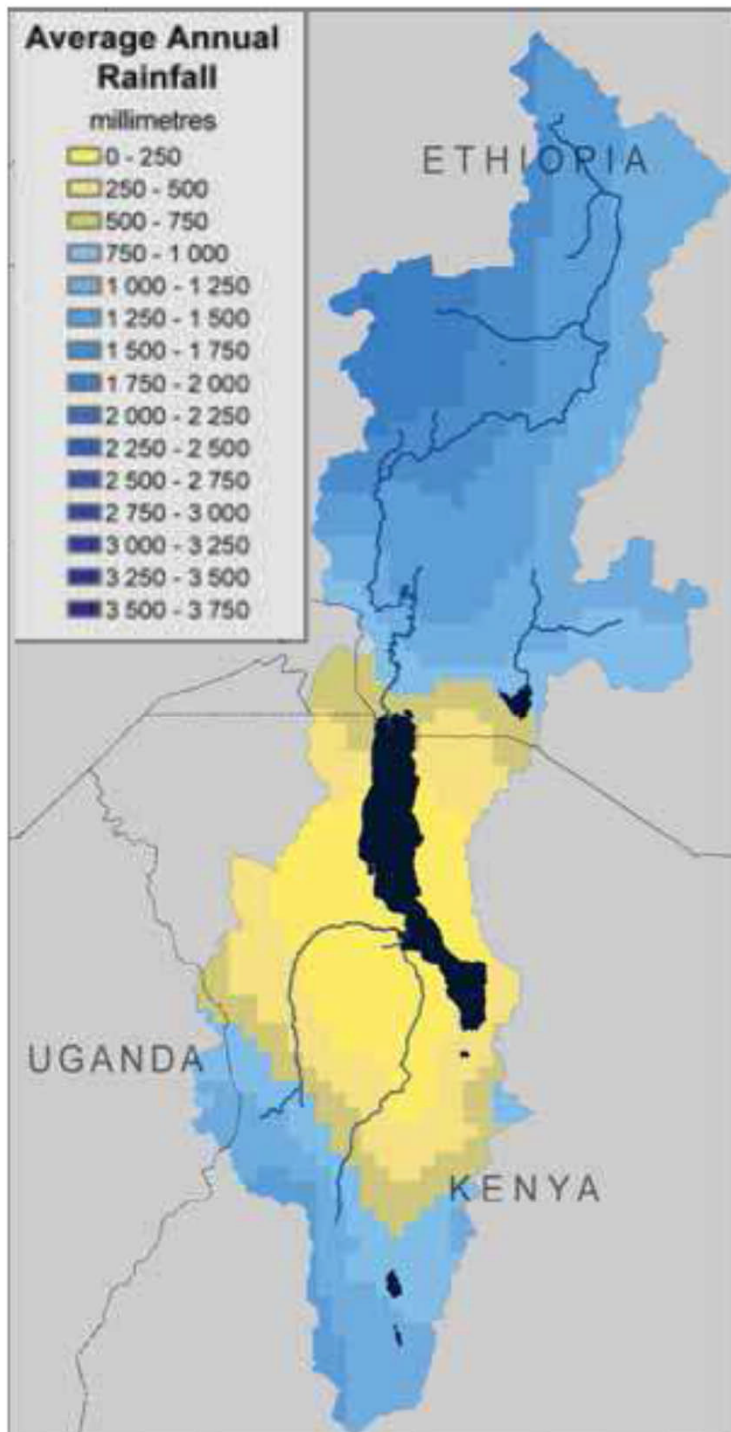 Average Annual
Rainfall
millimetres
0 - 250
250 - 500
500 - 750
750 - 1 000
1 000 - 1 250
1 250 - 1 500
1 500 - 1 750
1 750 - 2 000
2 000 - 2 250
2 250 - 2 500
2 500 - 2 750
2 750 - 3 000
3 000 - 3 250
3 250 - 3 500
3 500 - 3 750
ETHIOPIA
UGANDA
KENYA